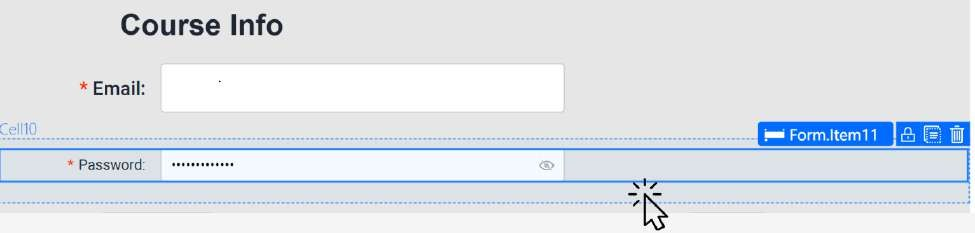 Course Info
* Email:
Cell10
Form.Item11
* Password: •••••••••••••